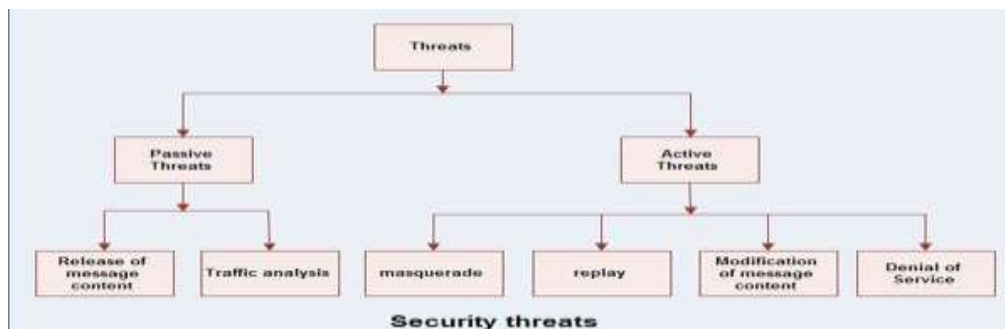 Threats
Passive
Threats
Active
Threats
Release of
message
content
Traffic analysis
masquerade
replay
Modification
of message
content
Denial of
Service
Security threats